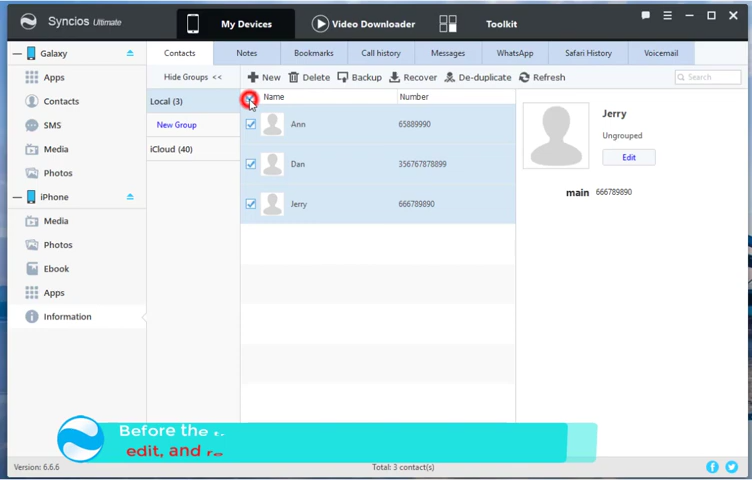 Syncios Ultimate
My Devices
Video Downloader
Toolkit
Galaxy
Apps
Contacts
SMS
Media
Photos
iPhone
Media
Photos
Ebook
Apps
Information
Contacts
Notes
Bookmarks
Call history
Messages
WhatsApp
Safari History
Voicemail
Hide Groups <<
New
Delete
Backup
Recover
De-duplicate
Refresh
Search
Local (3)
New Group
iCloud (40)
Name
Number
Ann
65889990
Dan
356767878899
Jerry
666789890
Jerry
Ungrouped
Edit
main 666789890
Before the
edit, and
Version: 6.6.6
Total: 3 contact(s)